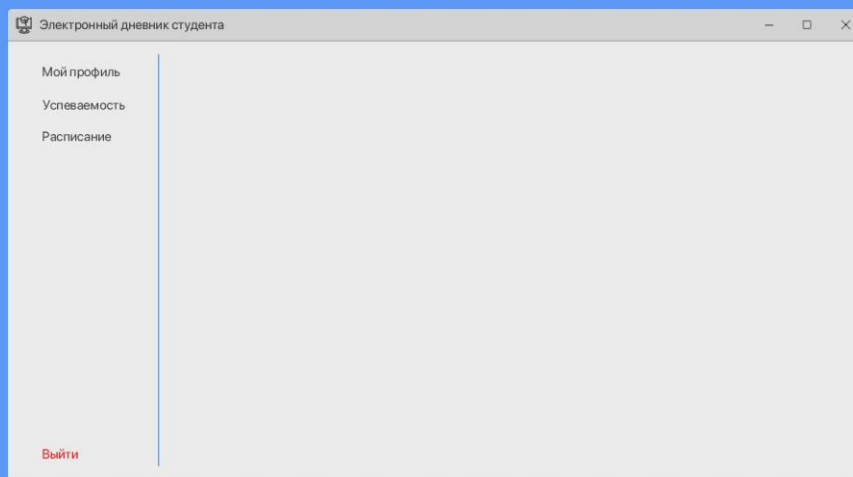 Электронный дневник студента
Мой профиль
Успеваемость
Расписание
Выйти